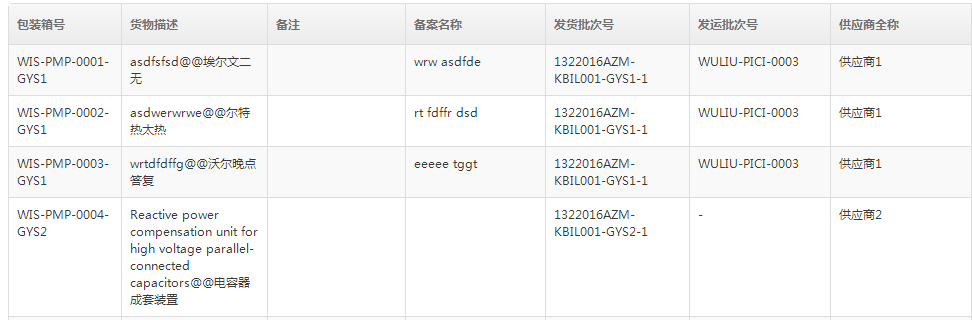 包装箱号 货物描述 备注 备案名称 发货批次号 发运批次号 供应商全称
WIS-PMP-0001- asdfsfsd@@埃尔文二 wrw asdfde 1322016AZM- WULIU-PICI-0003 供应商1
GYS1 无 KBIL001-GYS1-1
WIS-PMP-0002- asdwerwrwe@@尔特 rt fdffr dsd 1322016AZM- WULIU-PICI-0003 供应商1
GYS1 热太热 KBIL001-GYS1-1
WIS-PMP-0003- wrtdfdffg@@沃尔晚点 eeeee tggt 1322016AZM- WULIU-PICI-0003 供应商1
GYS1 答复 KBIL001-GYS1-1
WIS-PMP-0004- Reactive power 1322016AZM- - 供应商2
GYS2 compensation unit for KBIL001-GYS2-1
high voltage parallel-
connected
capacitors@@电容器
成套装置